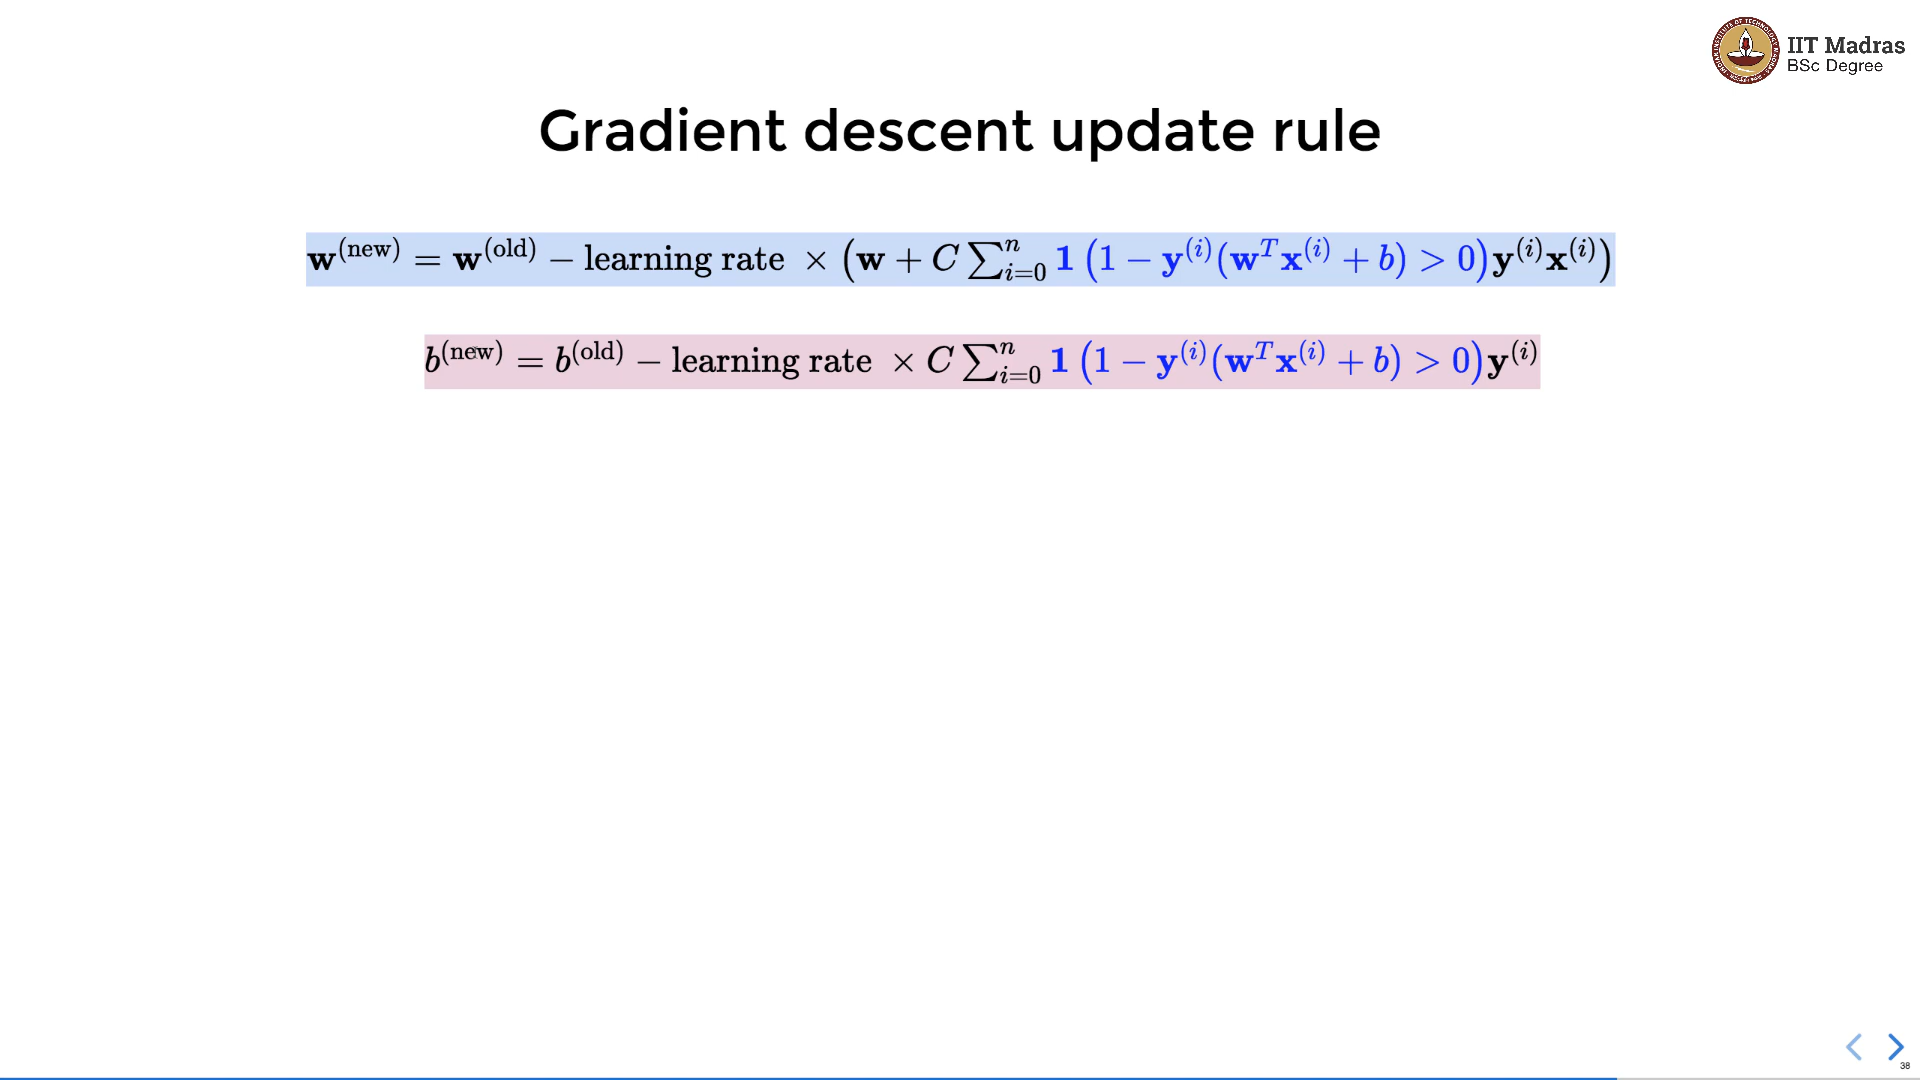 IIT Madras
BSc Degree
Gradient descent update rule
w^(new) = w^(old) − learning rate × (w + C ∑_{i=0}^{n} 1 (1 − y^(i)(w^T x^(i) + b) > 0) y^(i) x^(i))
b^(new) = b^(old) − learning rate × C ∑_{i=0}^{n} 1 (1 − y^(i)(w^T x^(i) + b) > 0) y^(i)
38